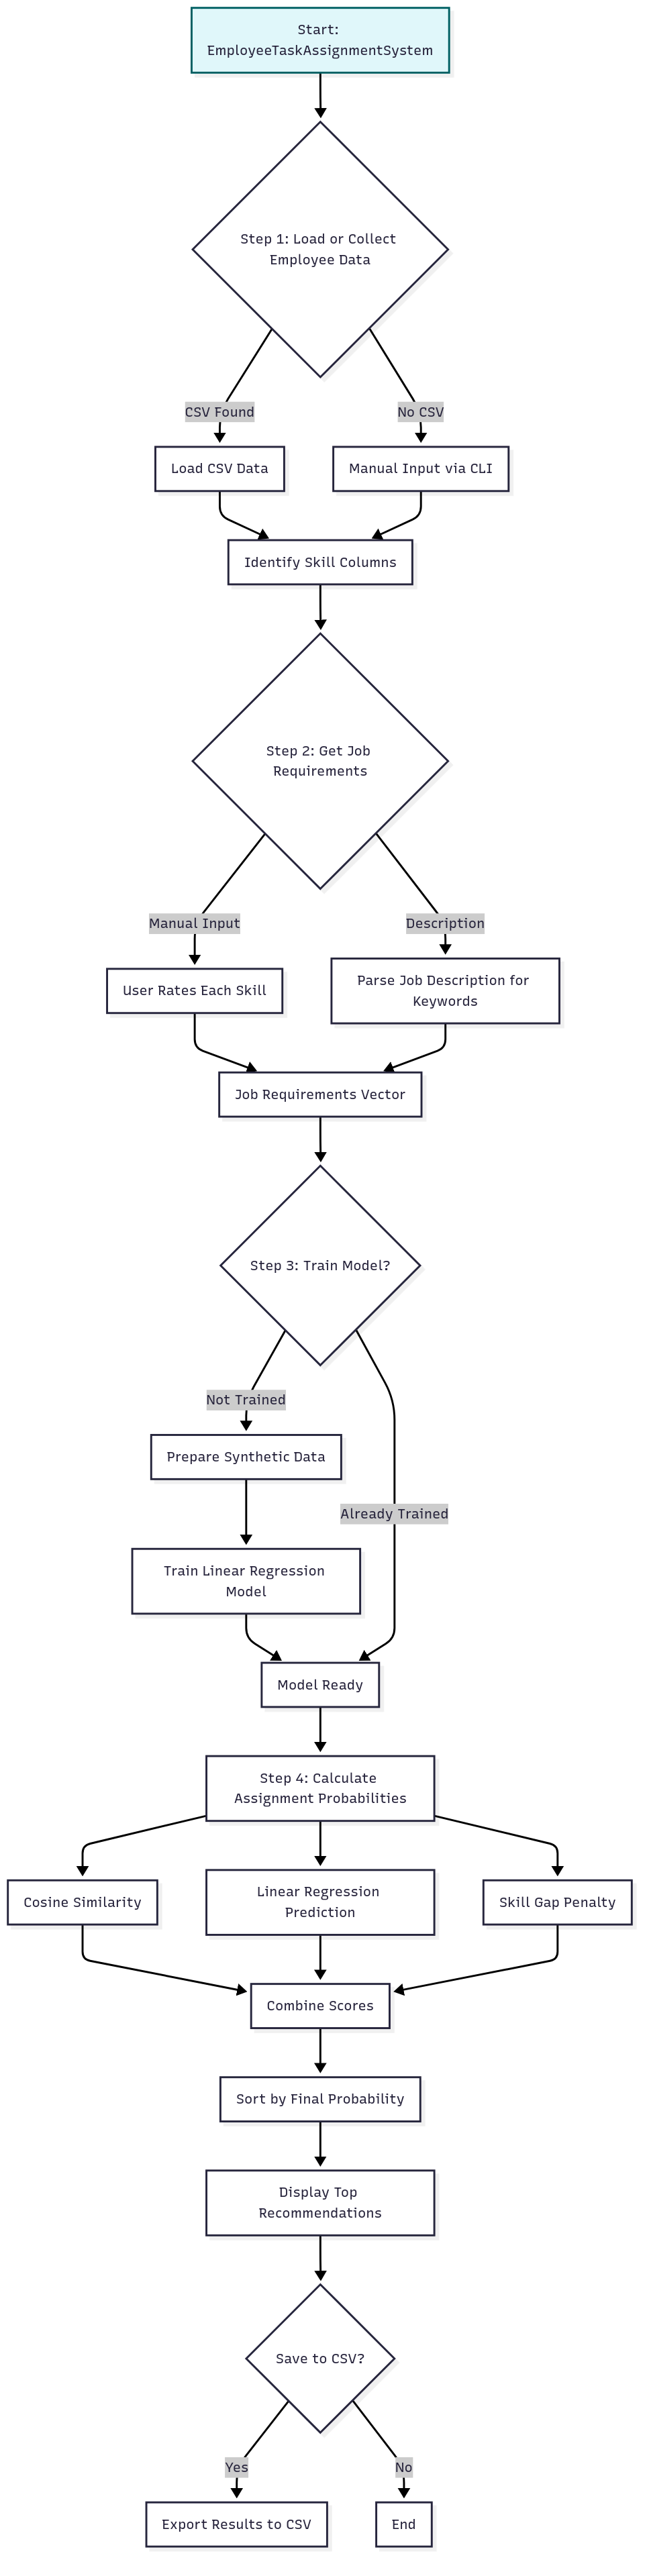 Start:
EmployeeTaskAssignmentSystem
Step 1: Load or Collect
Employee Data
CSV Found
No CSV
Load CSV Data
Manual Input via CLI
Identify Skill Columns
Step 2: Get Job
Requirements
Manual Input
Description
User Rates Each Skill
Parse Job Description for
Keywords
Job Requirements Vector
Step 3: Train Model?
Not Trained
Prepare Synthetic Data
Already Trained
Train Linear Regression
Model
Model Ready
Step 4: Calculate
Assignment Probabilities
Cosine Similarity
Linear Regression
Prediction
Skill Gap Penalty
Combine Scores
Sort by Final Probability
Display Top
Recommendations
Save to CSV?
Yes
No
Export Results to CSV
End